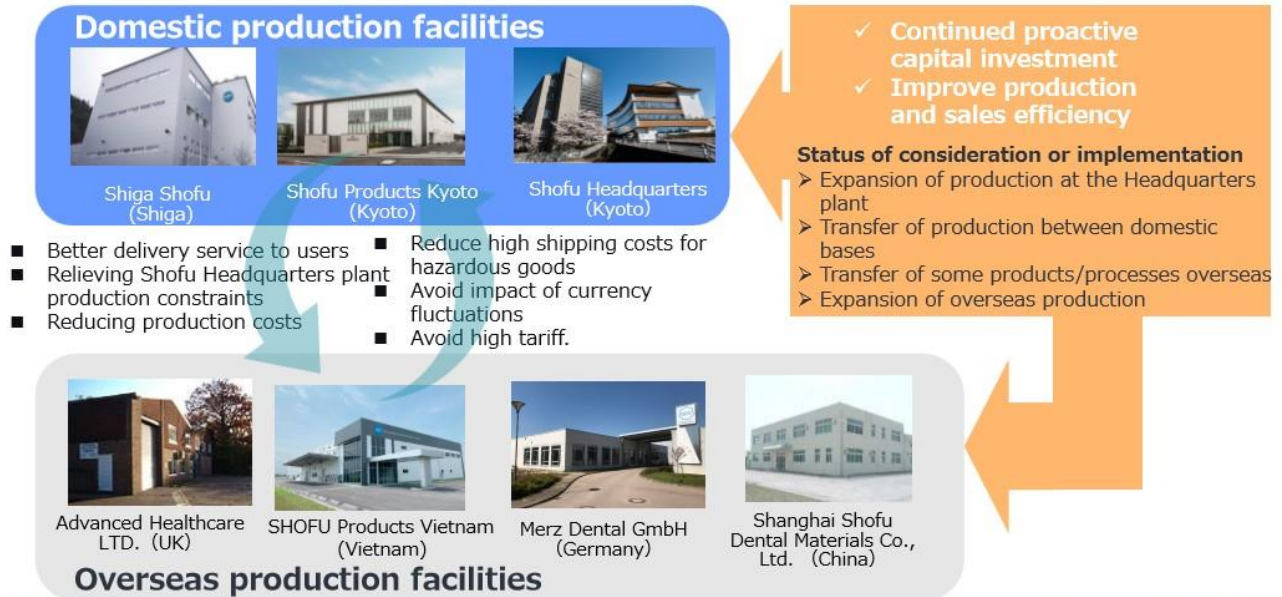 Domestic production facilities
Shiga Shofu
(Shiga)
Shofu Products Kyoto
(Kyoto)
Shofu Headquarters
(Kyoto)
✓ Continued proactive
capital investment
✓ Improve production
and sales efficiency
Status of consideration or implementation
➢ Expansion of production at the Headquarters
plant
➢ Transfer of production between domestic
bases
➢ Transfer of some products/processes overseas
➢ Expansion of overseas production
■ Better delivery service to users
■ Relieving Shofu Headquarters plant
production constraints
■ Reducing production costs
■ Reduce high shipping costs for
hazardous goods
■ Avoid impact of currency
fluctuations
■ Avoid high tariff.
Advanced Healthcare
LTD. (UK)
SHOFU Products Vietnam
(Vietnam)
Merz Dental GmbH
(Germany)
Shanghai Shofu
Dental Materials Co.,
Ltd. (China)
Overseas production facilities